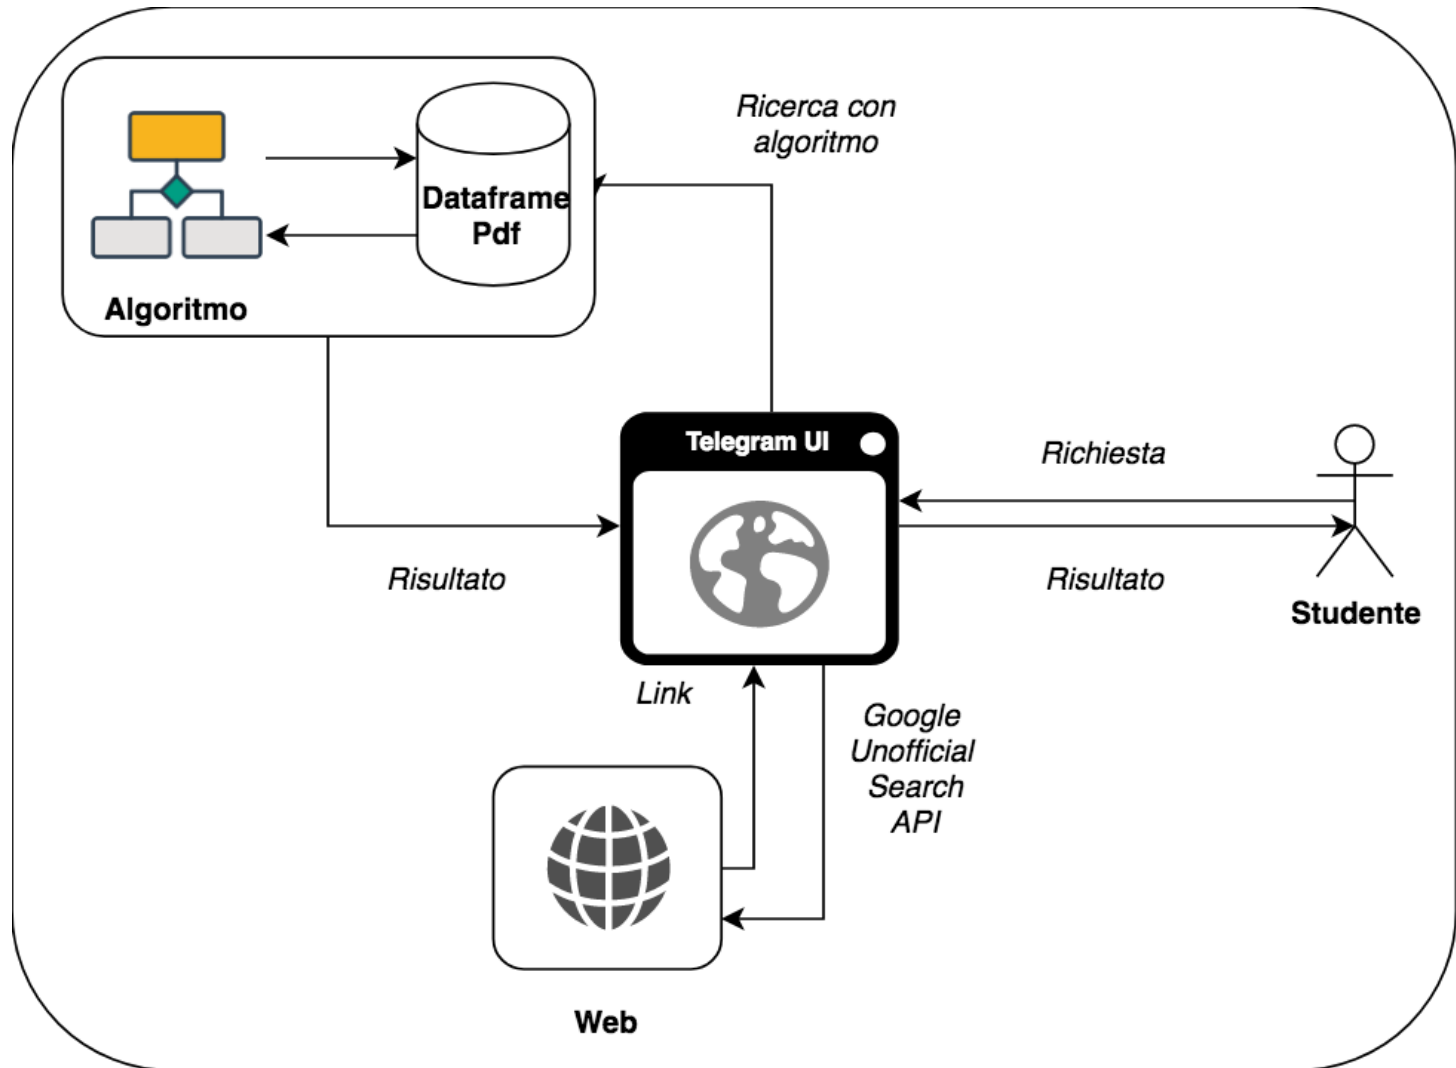 Ricerca con
algoritmo
Dataframe
Pdf
Algoritmo
Telegram UI
Richiesta
Risultato
Risultato
Studente
Link
Google
Unofficial
Search
API
Web